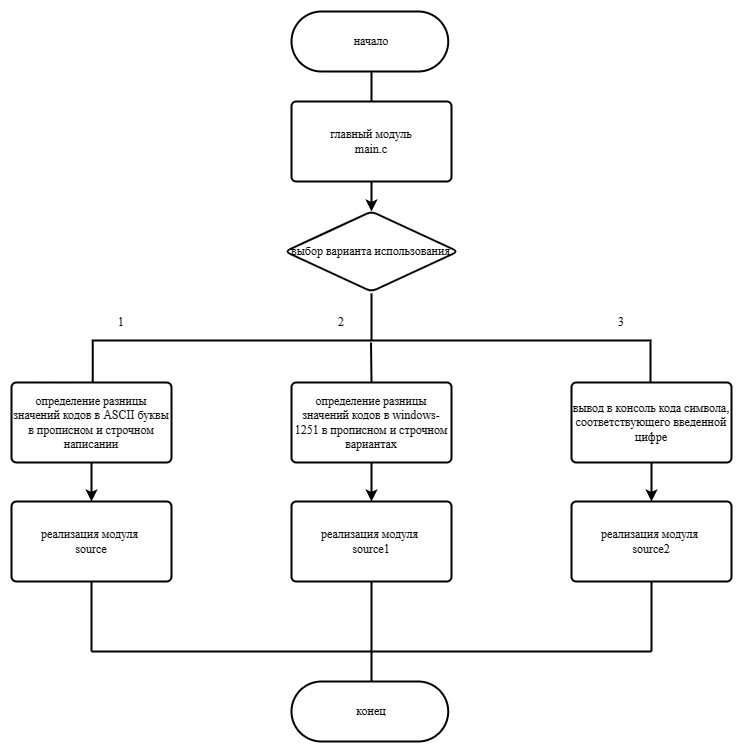 начало
главный модуль
main.c
выбор варианта использования
1
2
3
определение разницы
значений кодов в ASCII буквы
в прописном и строчном
написании
определение разницы
значений кодов в windows-
1251 в прописном и строчном
вариантах
вывод в консоль кода символа,
соответствующего введенной
цифре
реализация модуля
source
реализация модуля
source1
реализация модуля
source2
конец